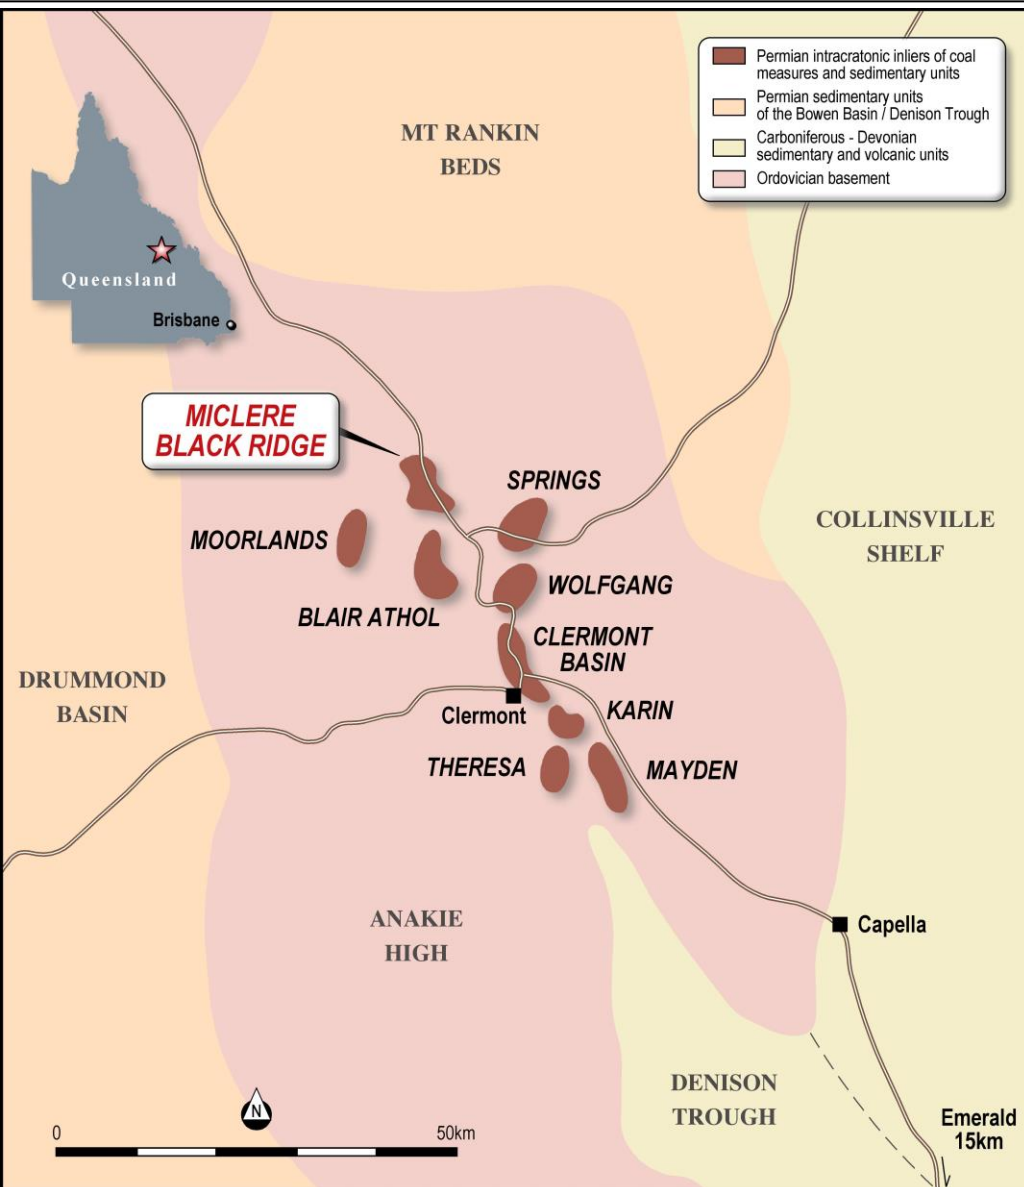 Permian intracratonic inliers of coal
measures and sedimentary units
Permian sedimentary units
of the Bowen Basin / Denison Trough
Carboniferous - Devonian
sedimentary and volcanic units
Ordovician basement
MT RANKIN
BEDS
Queensland
Brisbane
MICLERE
BLACK RIDGE
SPRINGS
MOORLANDS
COLLINSVILLE
SHELF
WOLFGANG
BLAIR ATHOL
CLERMONT
BASIN
DRUMMOND
BASIN
Clermont
KARIN
THERESA
MAYDEN
ANAKIE
HIGH
Capella
DENISON
TROUGH
N
0
50km
Emerald
15km